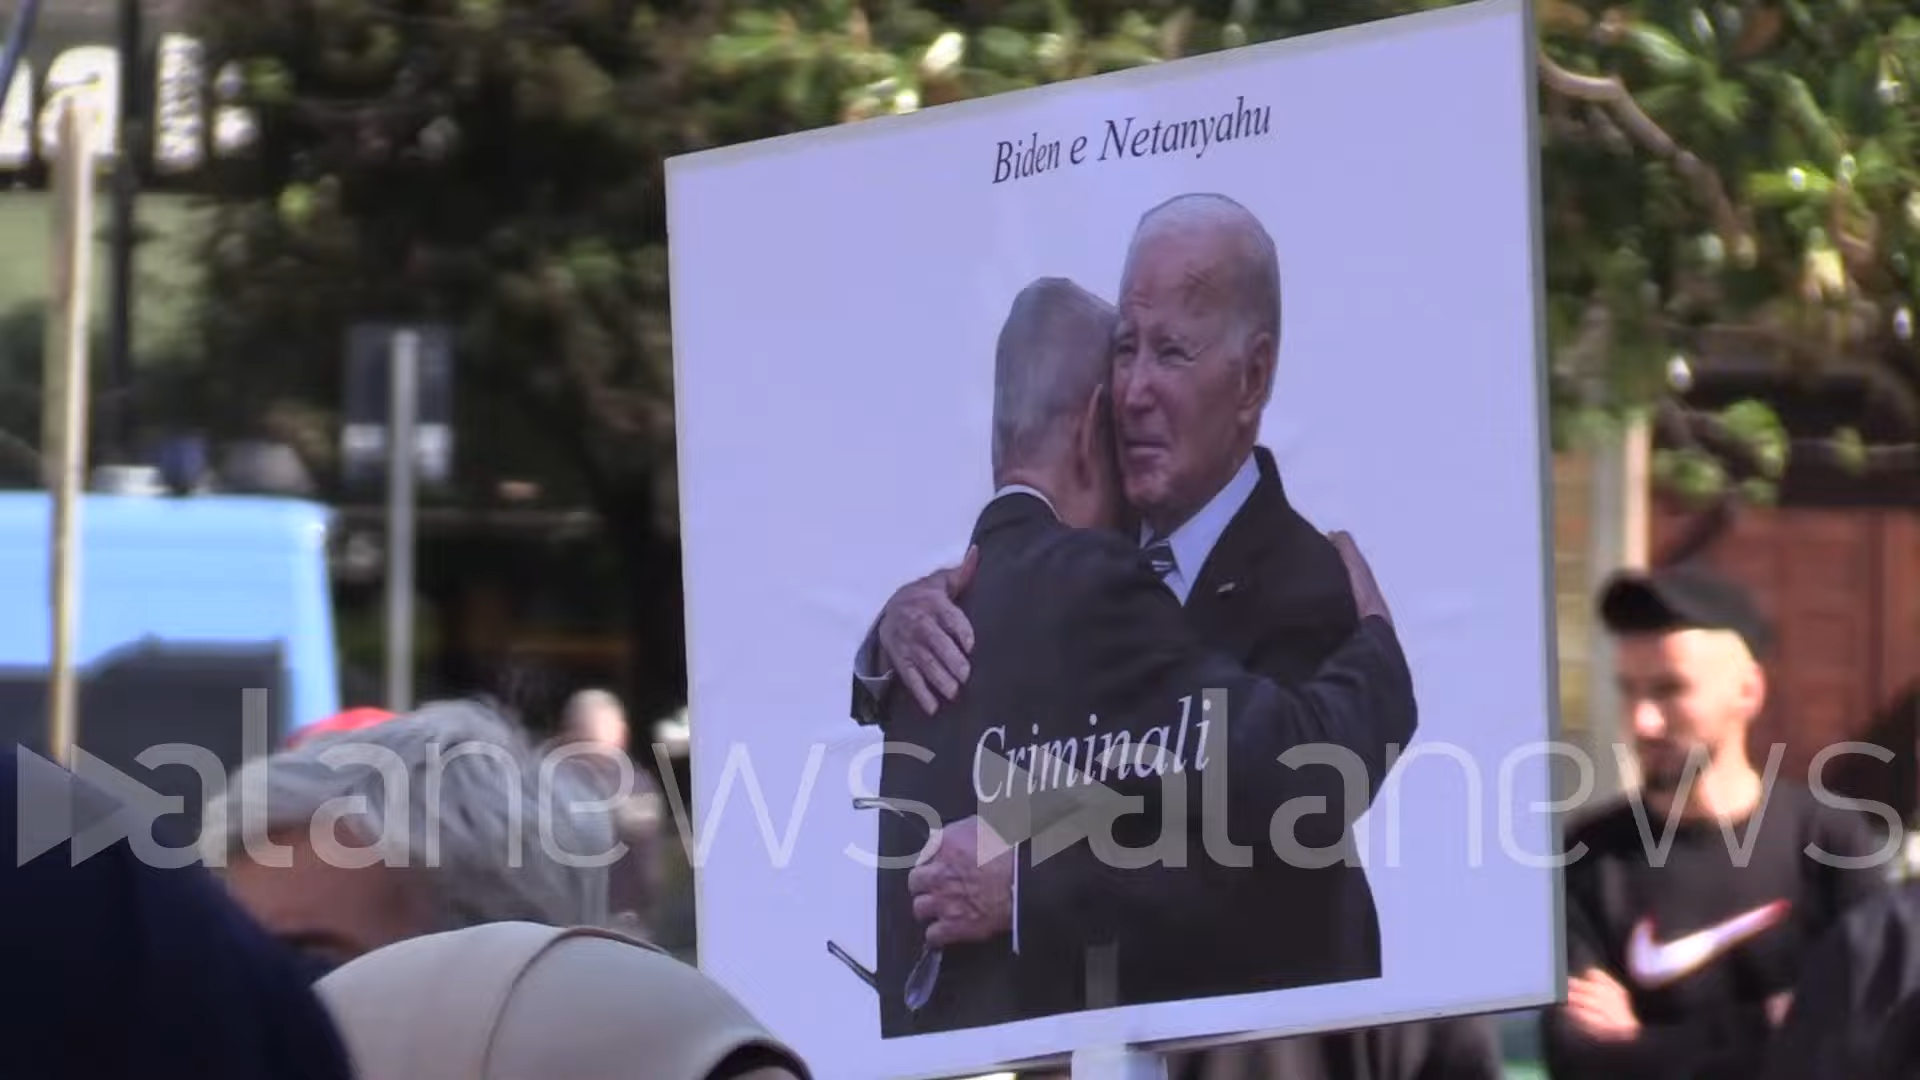 Biden e Netanyahu
Criminali
alanews alanews